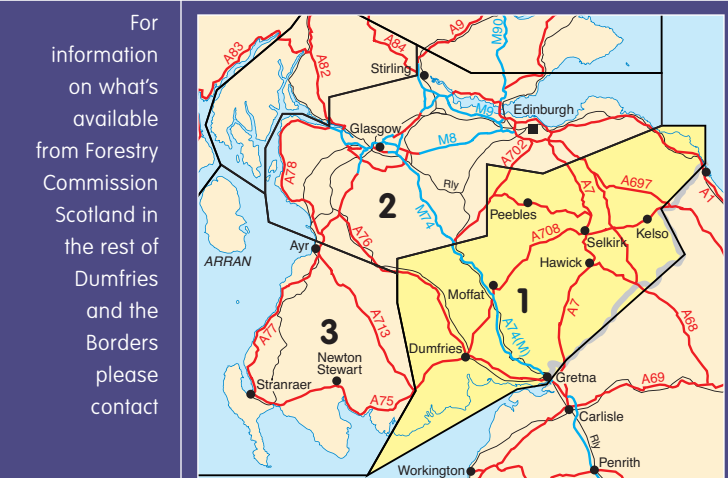 For
information
on what's
available
from Forestry
Commission
Scotland in
the rest of
Dumfries
and the
Borders
please
contact
A83
A82
A84
A9
M90
Stirling
M9
Edinburgh
Glasgow
M8
A702
A78
Rly
A7
A697
A1
2
M74
Peebles
A708
Selkirk
Kelso
Ayr
A76
ARRAN
Hawick
Moffat
1
A7
A68
A77
3
A713
A74(M)
Newton
Stewart
Dumfries
Stranraer
A75
Gretna
A69
Carlisle
Rly
Workington
Penrith